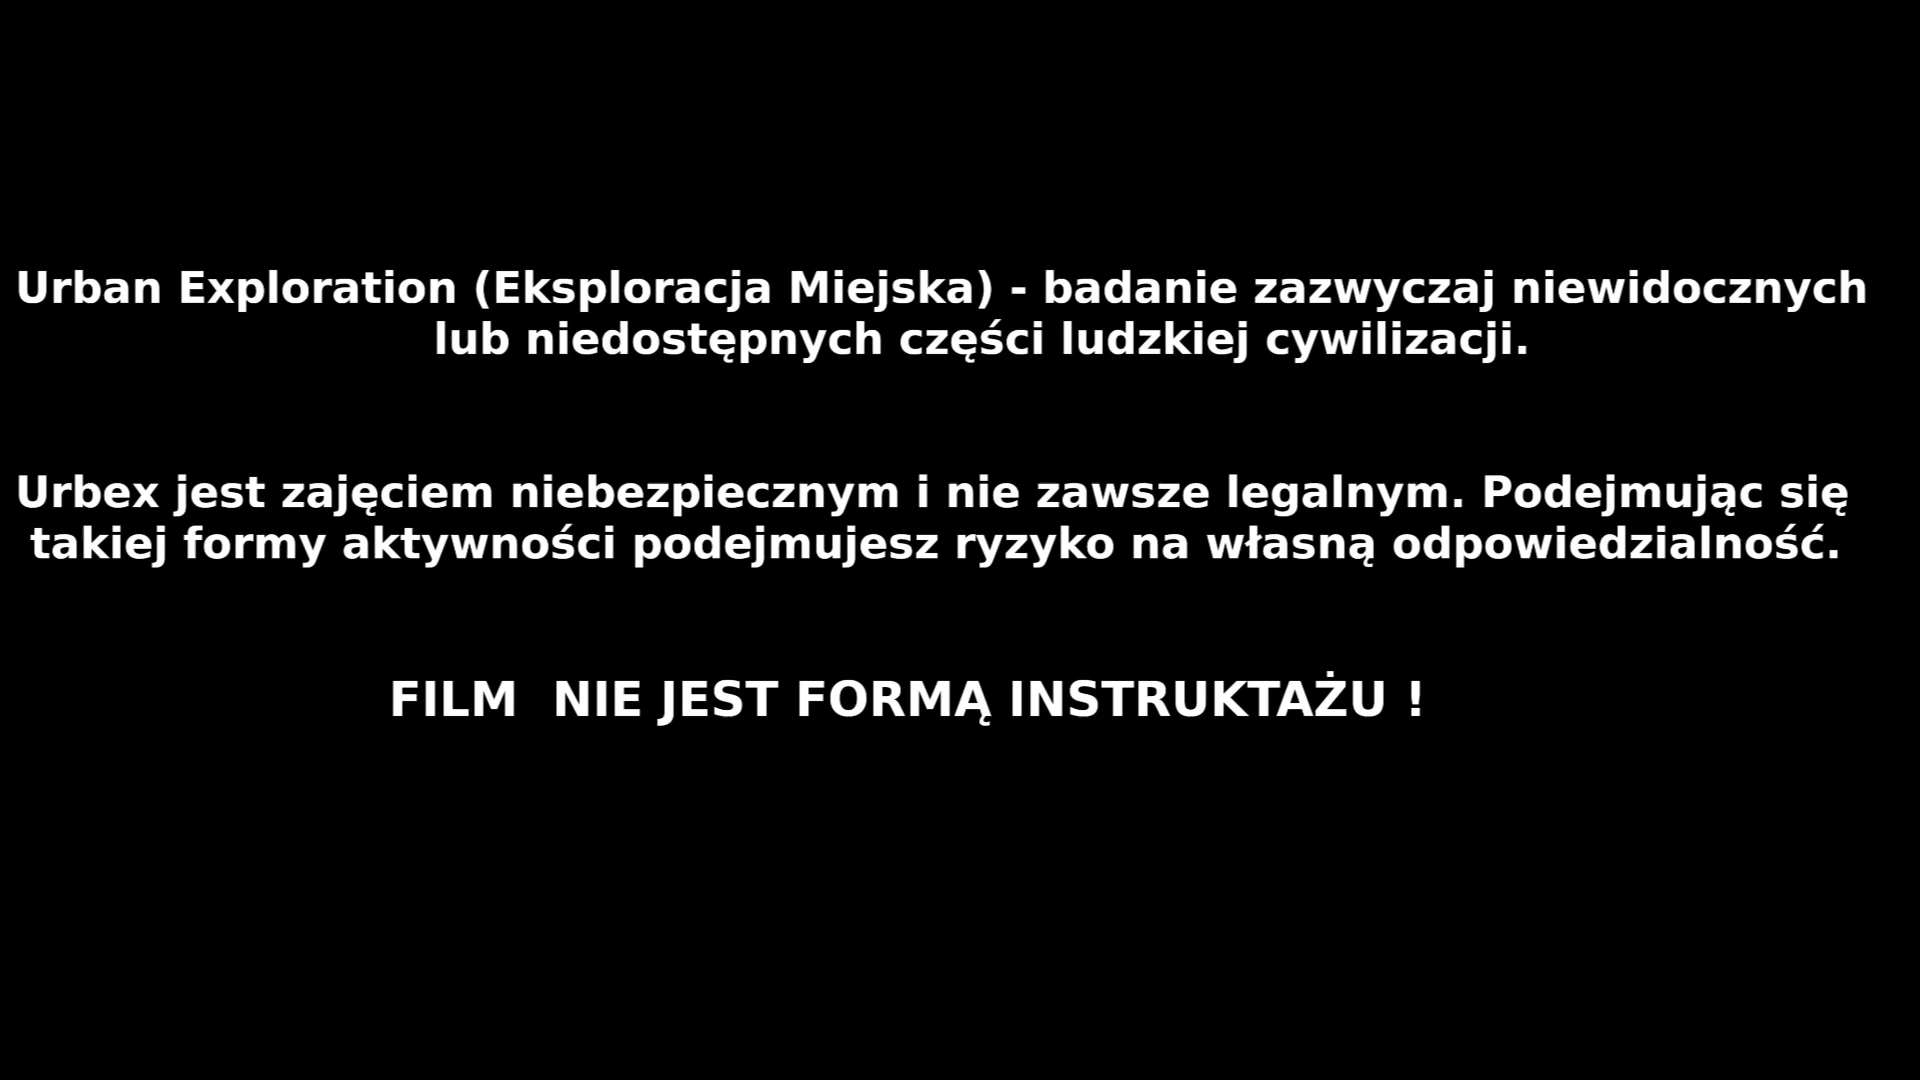 Urban Exploration (Eksploracja Miejska) - badanie zazwyczaj niewidocznych
lub niedostępnych części ludzkiej cywilizacji.
Urbex jest zajęciem niebezpiecznym i nie zawsze legalnym. Podejmując się
takiej formy aktywności podejmujesz ryzyko na własną odpowiedzialność.
FILM  NIE JEST FORMĄ INSTRUKTAŻU !